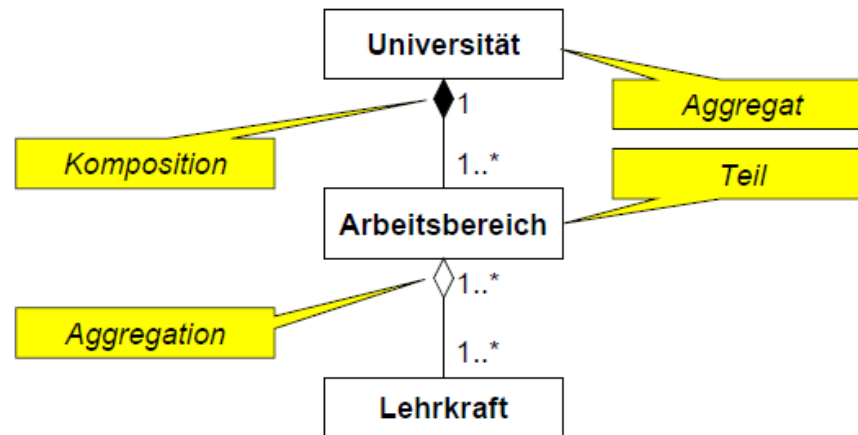 Universität
Aggregat
1
Komposition
1..*
Teil
Arbeitsbereich
1..*
Aggregation
1..*
Lehrkraft